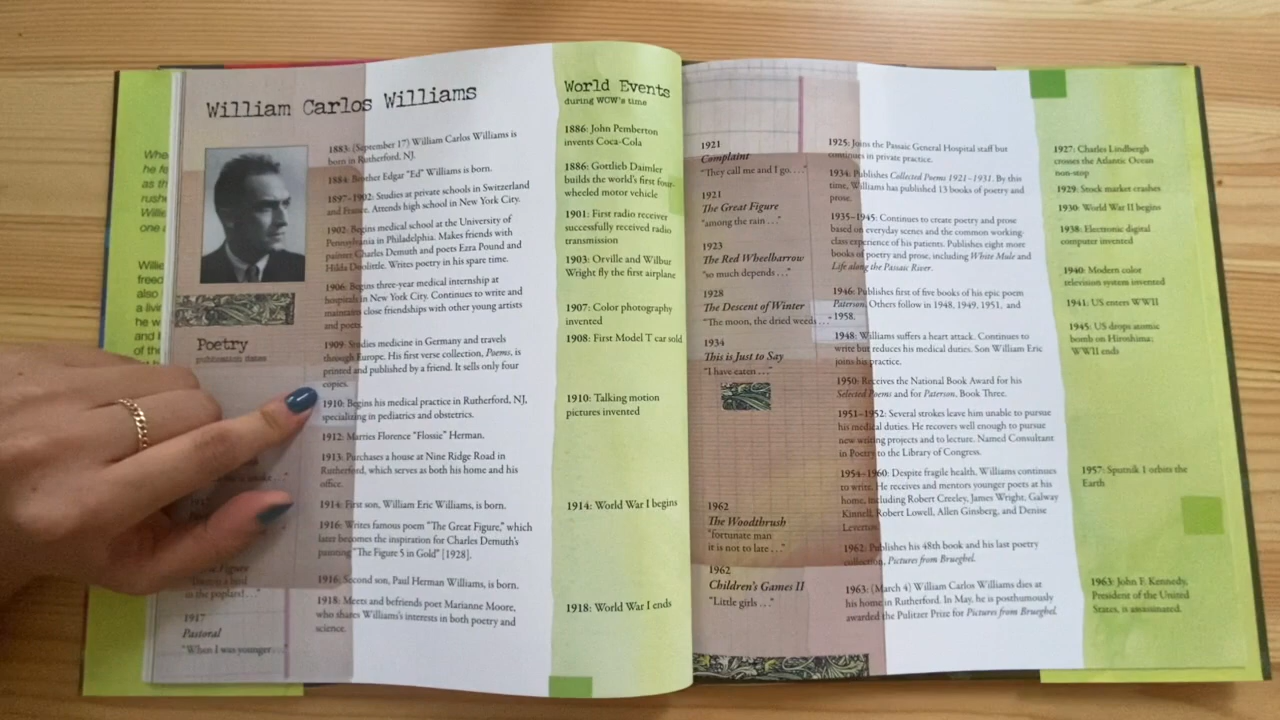 Whe
he fe
as th
rushe
Willie
one a
Willie
freed
also
a livin
he w
and h
of the
William Carlos Williams
Poetry
publication dates
in the poplars!..."
1917
Pastoral
"When I was younger...
1883: (September 17) William Carlos Williams is
born in Rutherford, NJ.
1884: Brother Edgar "Ed" Williams is born.
1897–1902: Studies at private schools in Switzerland
and France. Attends high school in New York City.
1902: Begins medical school at the University of
Pennsylvania in Philadelphia. Makes friends with
painter Charles Demuth and poets Ezra Pound and
Hilda Doolittle. Writes poetry in his spare time.
1906: Begins three-year medical internship at
hospitals in New York City. Continues to write and
maintains close friendships with other young artists
and poets.
1909: Studies medicine in Germany and travels
through Europe. His first verse collection, Poems, is
printed and published by a friend. It sells only four
copies.
1910: Begins his medical practice in Rutherford, NJ,
specializing in pediatrics and obstetrics.
1912: Marries Florence "Flossie" Herman.
1913: Purchases a house at Nine Ridge Road in
Rutherford, which serves as both his home and his
office.
1914: First son, William Eric Williams, is born.
1916: Writes famous poem "The Great Figure," which
later becomes the inspiration for Charles Demuth's
painting "The Figure 5 in Gold" [1928].
1916: Second son, Paul Herman Williams, is born.
1918: Meets and befriends poet Marianne Moore,
who shares Williams's interests in both poetry and
science.
World Events
during WCW's time
1886: John Pemberton
invents Coca-Cola
1886: Gottlieb Daimler
builds the world's first four-
wheeled motor vehicle
1901: First radio receiver
successfully received radio
transmission
1903: Orville and Wilbur
Wright fly the first airplane
1907: Color photography
invented
1908: First Model T car sold
1910: Talking motion
pictures invented
1914: World War I begins
1918: World War I ends
1921
Complaint
"They call me and I go. ..."
1921
The Great Figure
"among the rain ..."
1923
The Red Wheelbarrow
"so much depends ..."
1928
The Descent of Winter
"The moon, the dried weeds..."
1934
This is Just to Say
"I have eaten ..."
1962
The Woodthrush
"fortunate man
it is not to late ..."
1962
Children's Games II
"Little girls ..."
1925: Joins the Passaic General Hospital staff but
continues in private practice.
1934: Publishes Collected Poems 1921–1931. By this
time, Williams has published 13 books of poetry and
prose.
1935–1945: Continues to create poetry and prose
based on everyday scenes and the common working-
class experience of his patients. Publishes eight more
books of poetry and prose, including White Mule and
Life along the Passaic River.
1946: Publishes first of five books of his epic poem
Paterson. Others follow in 1948, 1949, 1951, and
1958.
1948: Williams suffers a heart attack. Continues to
write but reduces his medical duties. Son William Eric
joins his practice.
1950: Receives the National Book Award for his
Selected Poems and for Paterson, Book Three.
1951–1952: Several strokes leave him unable to pursue
his medical duties. He recovers well enough to pursue
new writing projects and to lecture. Named Consultant
in Poetry to the Library of Congress.
1954–1960: Despite fragile health, Williams continues
to write. He receives and mentors younger poets at his
home, including Robert Creeley, James Wright, Galway
Kinnell, Robert Lowell, Allen Ginsberg, and Denise
Levertov.
1962: Publishes his 48th book and his last poetry
collection, Pictures from Brueghel.
1963: (March 4) William Carlos Williams dies at
his home in Rutherford. In May, he is posthumously
awarded the Pulitzer Prize for Pictures from Brueghel.
1927: Charles Lindbergh
crosses the Atlantic Ocean
non-stop
1929: Stock market crashes
1930: World War II begins
1938: Electronic digital
computer invented
1940: Modern color
television system invented
1941: US enters WWII
1945: US drops atomic
bomb on Hiroshima;
WWII ends
1957: Sputnik 1 orbits the
Earth
1963: John F. Kennedy,
President of the United
States, is assassinated.